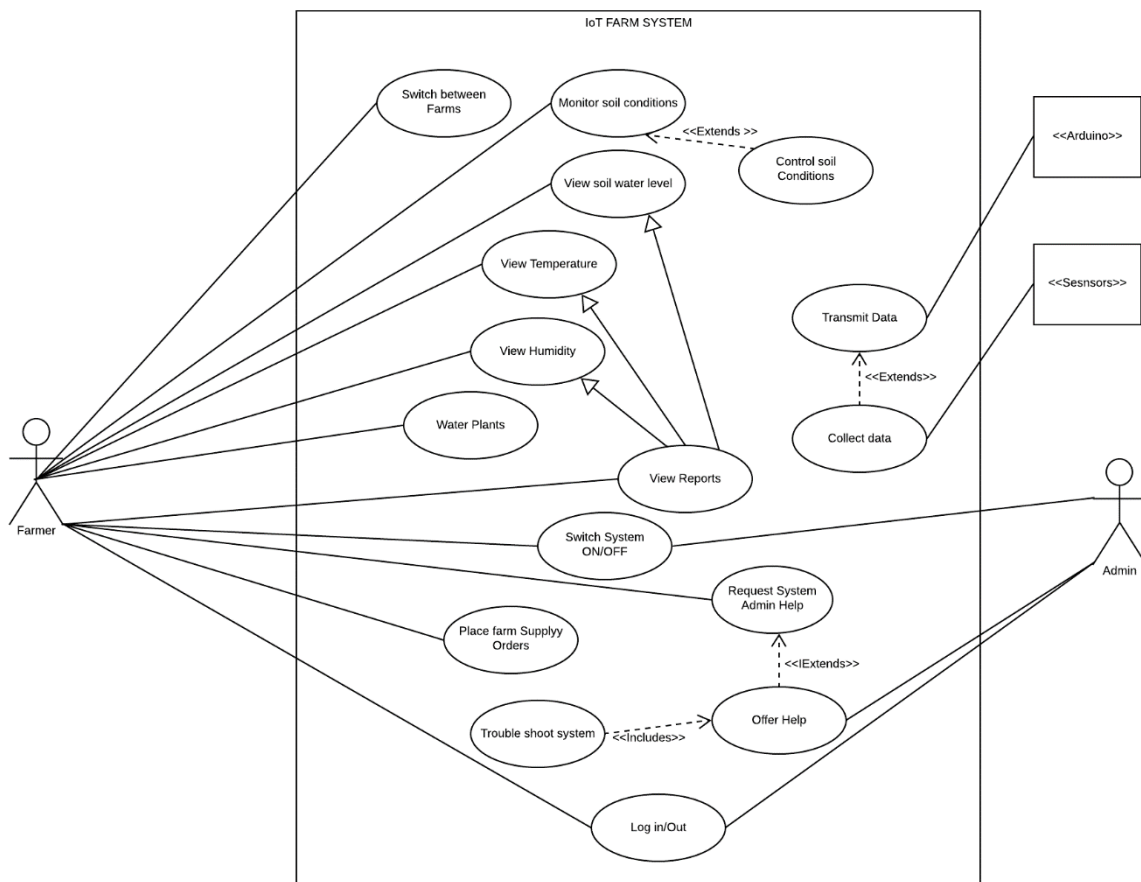 IoT FARM SYSTEM
Switch between
Farms
Monitor soil conditions
<<Extends >>
Control soil
Conditions
<<Arduino>>
View soil water level
View Temperature
<<Sesnsors>>
Transmit Data
View Humidity
<<Extends>>
Water Plants
Collect data
View Reports
Farmer
Switch System
ON/OFF
Admin
Request System
Admin Help
Place farm Supplyy
Orders
<<IExtends>>
Offer Help
Trouble shoot system
<<Includes>>
Log in/Out